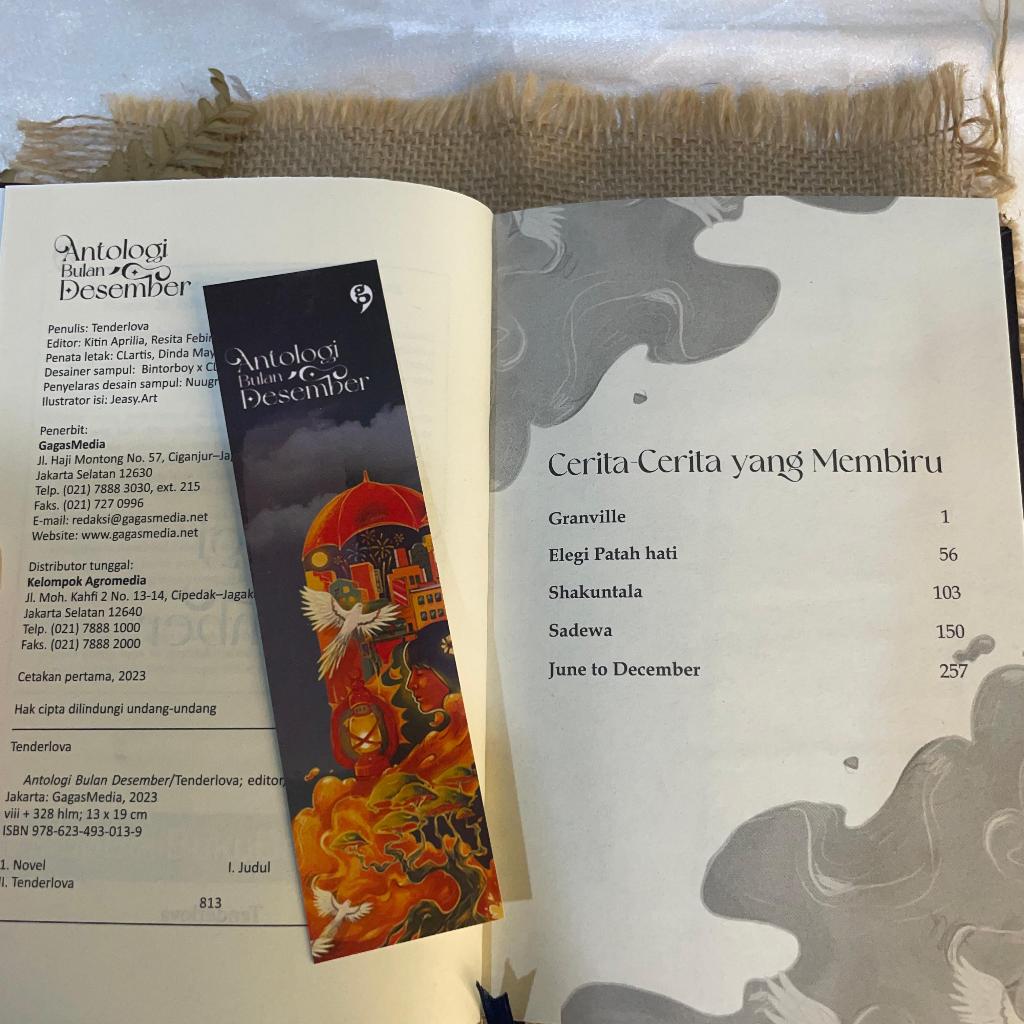 Antologi
Bulan
Desember
Penulis: Tenderlova
Editor: Kitin Aprilia, Resita
Penata letak: CLartis, Dinda
Desainer sampul: Bintorboy x
Penyelaras desain sampul:
Ilustrator isi: Jeasy.Art
Penerbit:
GagasMedia
Jl. Haji Montong No. 57, Ciganjur–
Jakarta Selatan 12630
Telp. (021) 7888 3030, ext. 215
Faks. (021) 727 0996
E-mail: redaksi@gagasmedia.net
Website: www.gagasmedia.net
Distributor tunggal:
Kelompok Agromedia
Jl. Moh. Kahfi 2 No. 13-14, Cipedak–
Jakarta Selatan 12640
Telp. (021) 7888 1000
Faks. (021) 7888 2000
Cetakan pertama, 2023
Hak cipta dilindungi undang-undang
Tenderlova
Antologi Bulan Desember/Tenderlova; editor,
Jakarta: GagasMedia, 2023
viii + 328 hlm; 13 x 19 cm
ISBN 978-623-493-013-9
1. Novel I. Judul
II. Tenderlova
813
g
Antologi
Bulan
Desember
Cerita-Cerita yang Membiru
Granville 1
Elegi Patah hati 56
Shakuntala 103
Sadewa 150
June to December 257